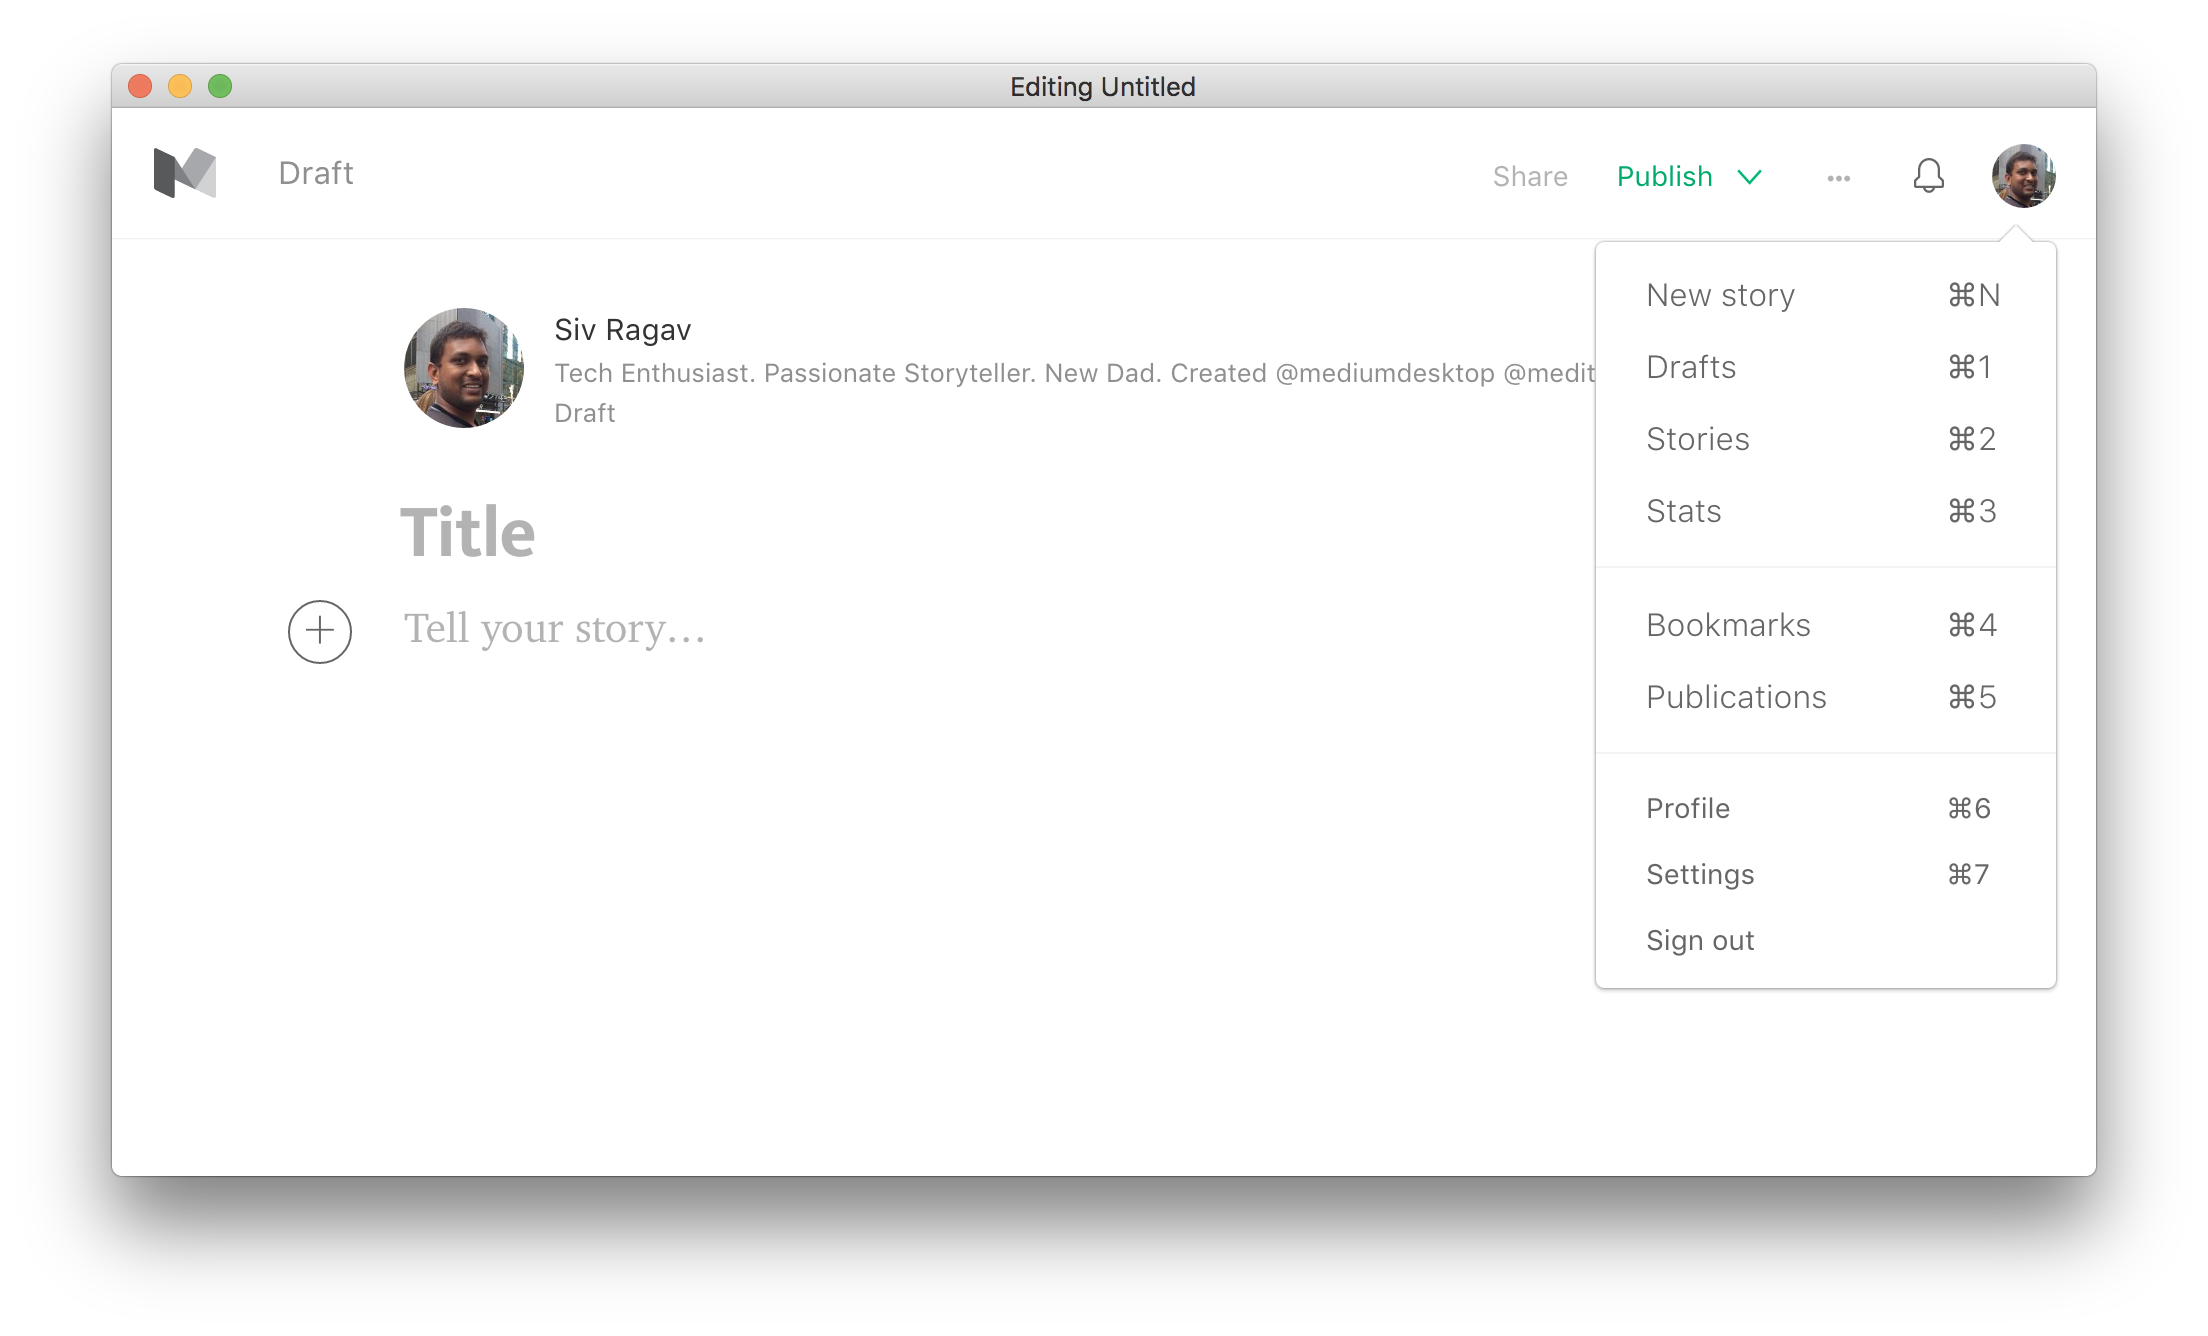 Editing Untitled
Draft
Share Publish
Siv Ragav
Tech Enthusiast. Passionate Storyteller. New Dad. Created @mediumdesktop @medit
Draft
Title
Tell your story…
New story ⌘N
Drafts ⌘1
Stories ⌘2
Stats ⌘3
Bookmarks ⌘4
Publications ⌘5
Profile ⌘6
Settings ⌘7
Sign out